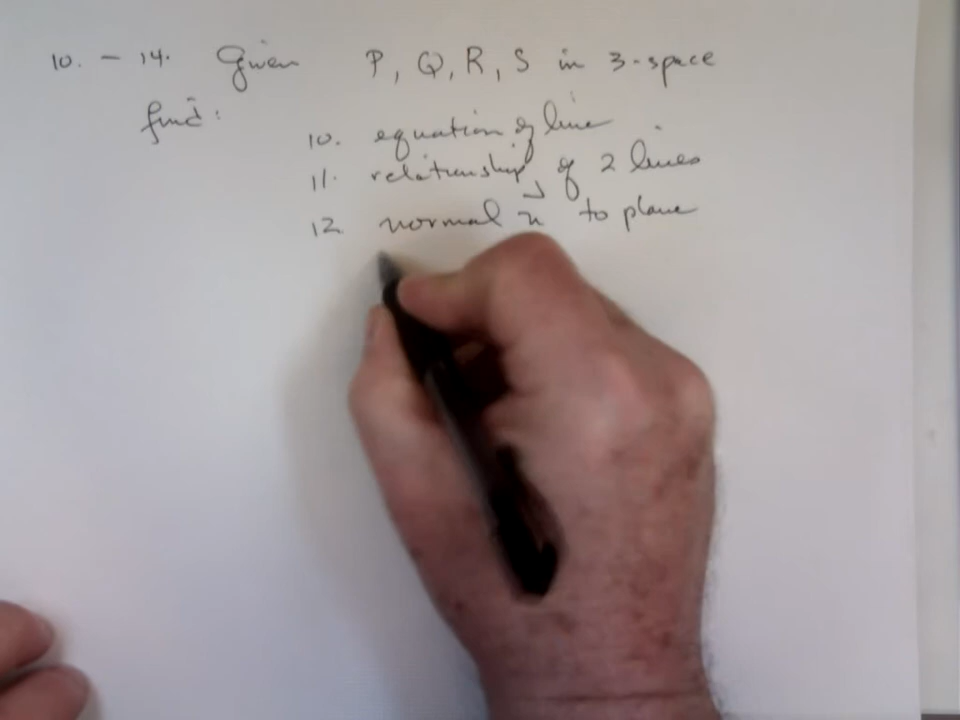 10. - 14. Given P, Q, R, S in 3-space
find:
10. equation of line
11. relationship of 2 lines
12. normal n⃗ to plane